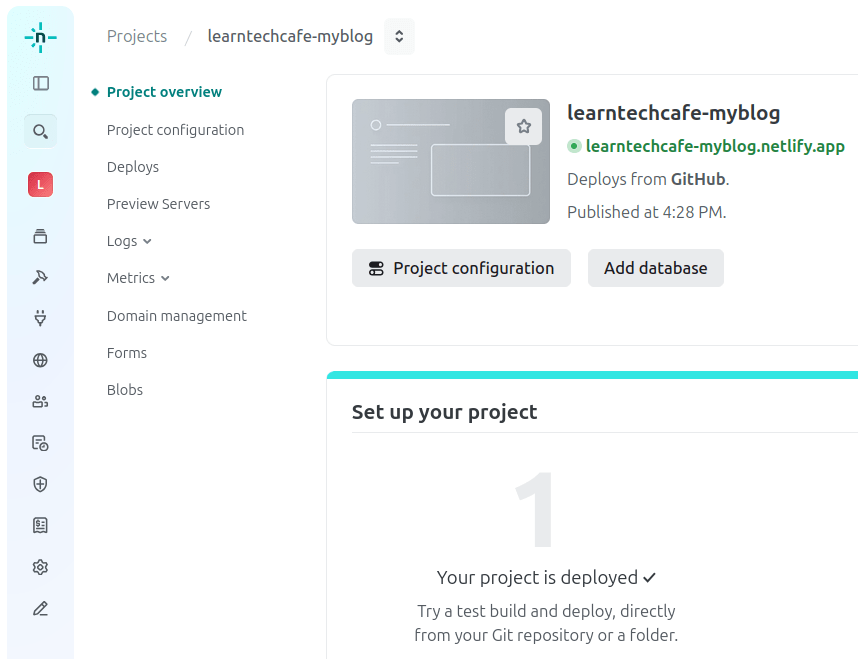 Projects / learntechcafe-myblog
n
L
Project overview
Project configuration
Deploys
Preview Servers
Logs
Metrics
Domain management
Forms
Blobs
learntechcafe-myblog
learntechcafe-myblog.netlify.app
Deploys from GitHub.
Published at 4:28 PM.
Project configuration
Add database
Set up your project
1
Your project is deployed ✓
Try a test build and deploy, directly
from your Git repository or a folder.